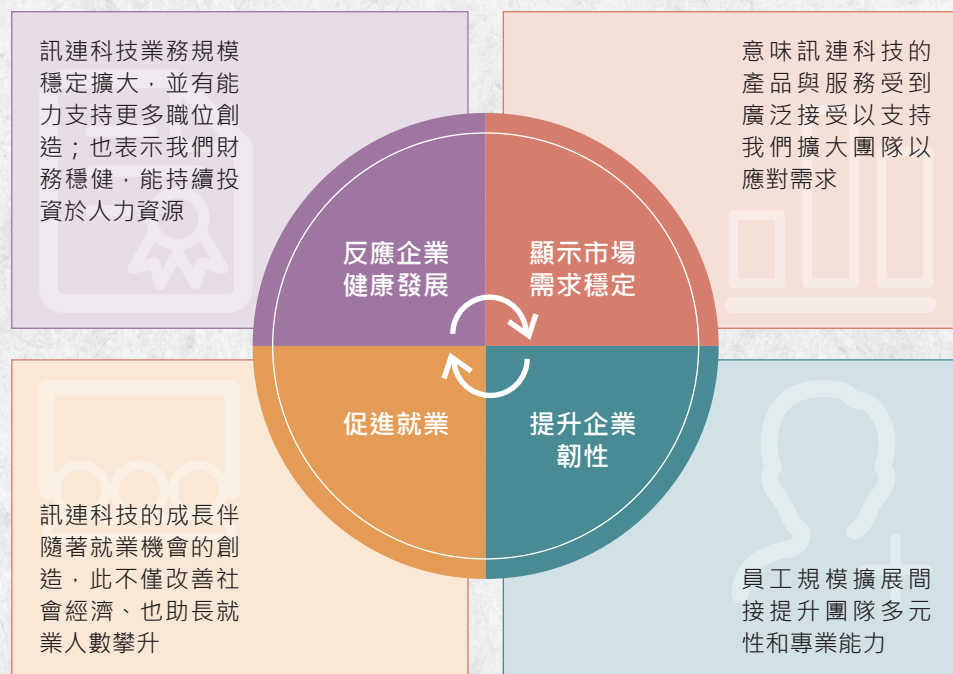 訊連科技業務規模
穩定擴大，並有能
力支持更多職位創
造；也表示我們財
務穩健，能持續投
資於人力資源
意味訊連科技的
產品與服務受到
廣泛接受以支持
我們擴大團隊以
應對需求
反應企業
健康發展
顯示市場
需求穩定
促進就業
提升企業
韌性
訊連科技的成長伴
隨著就業機會的創
造，此不僅改善社
會經濟、也助長就
業人數攀升
員工規模擴展間
接提升團隊多元
性和專業能力